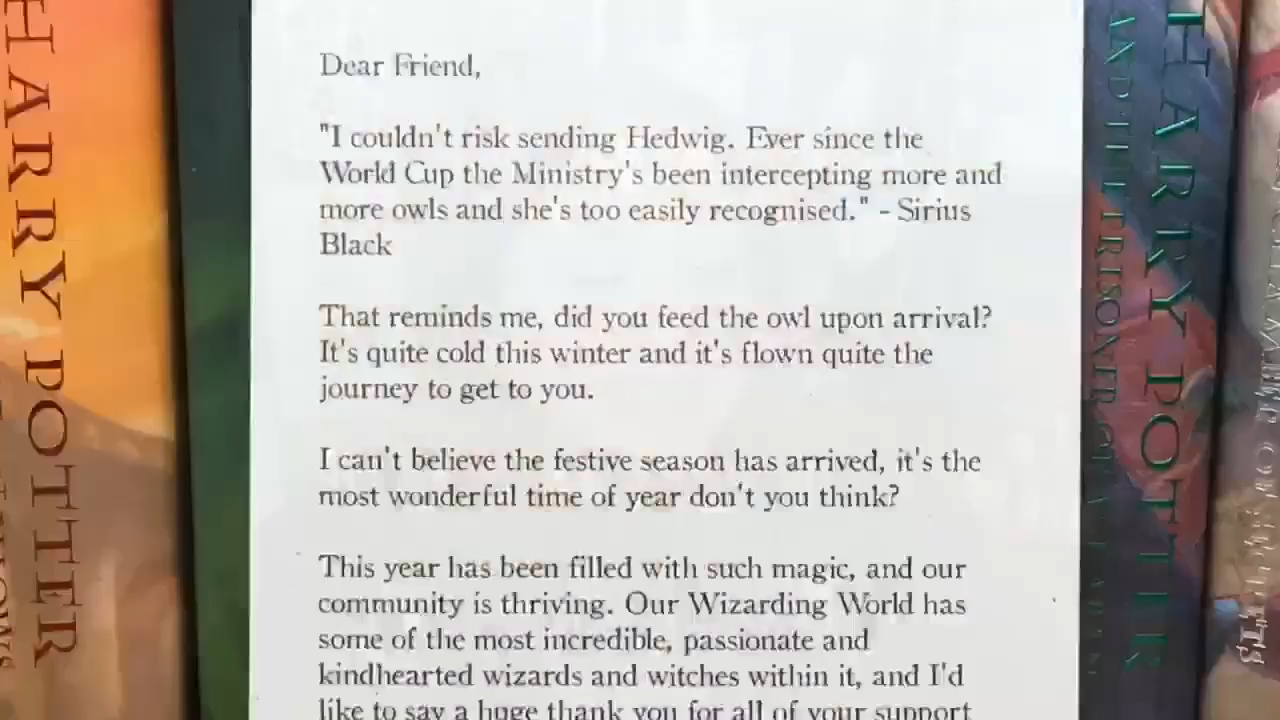 HARRY POTTER
Dear Friend,
"I couldn't risk sending Hedwig. Ever since the
World Cup the Ministry's been intercepting more and
more owls and she's too easily recognised." - Sirius
Black
That reminds me, did you feed the owl upon arrival?
It's quite cold this winter and it's flown quite the
journey to get to you.
I can't believe the festive season has arrived, it's the
most wonderful time of year don't you think?
This year has been filled with such magic, and our
community is thriving. Our Wizarding World has
some of the most incredible, passionate and
kindhearted wizards and witches within it, and I'd
like to say a huge thank you for all of your support
HARRY POTTER
AND THE PRISONER OF